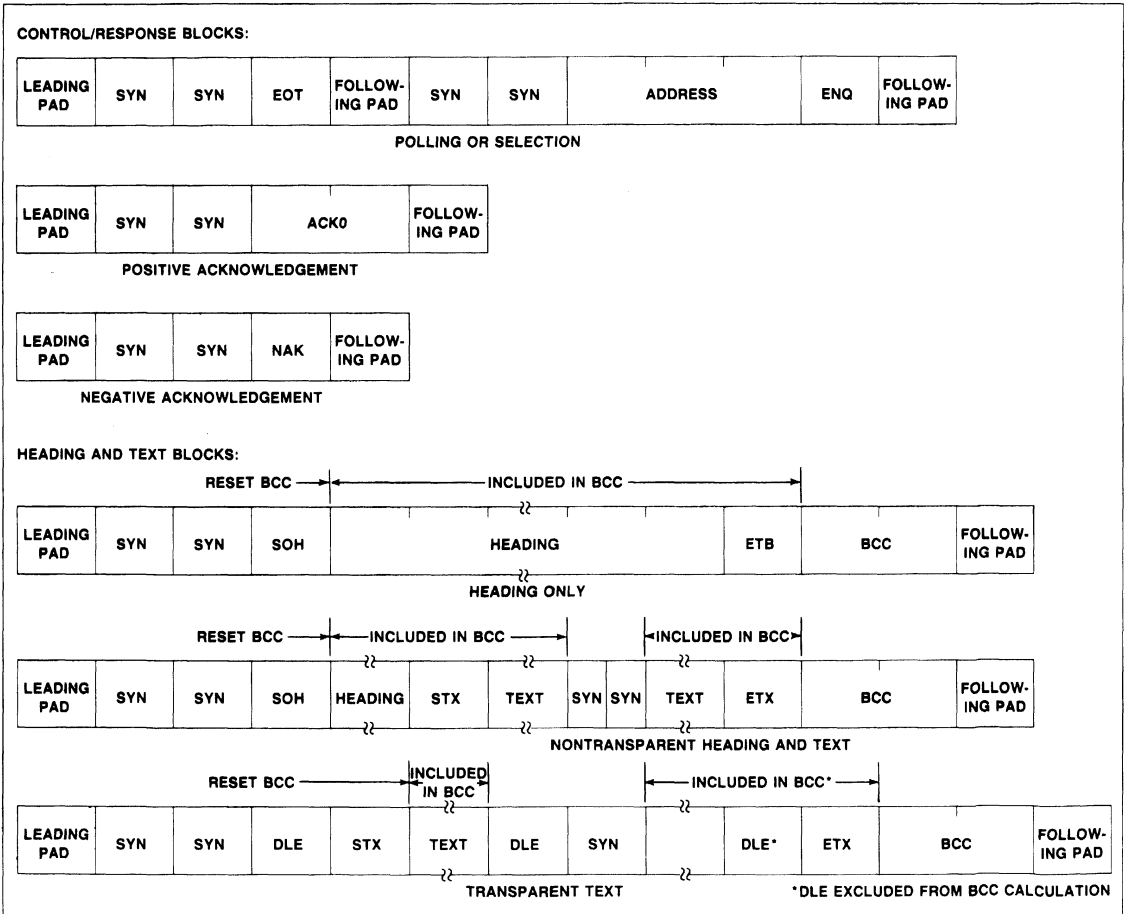 CONTROL/RESPONSE BLOCKS:
LEADING PAD SYN SYN EOT FOLLOW-ING PAD SYN SYN ADDRESS ENQ FOLLOW-ING PAD
POLLING OR SELECTION
LEADING PAD SYN SYN ACK0 FOLLOW-ING PAD
POSITIVE ACKNOWLEDGEMENT
LEADING PAD SYN SYN NAK FOLLOW-ING PAD
NEGATIVE ACKNOWLEDGEMENT
HEADING AND TEXT BLOCKS:
RESET BCC INCLUDED IN BCC
LEADING PAD SYN SYN SOH HEADING ETB BCC FOLLOW-ING PAD
HEADING ONLY
RESET BCC INCLUDED IN BCC INCLUDED IN BCC
LEADING PAD SYN SYN SOH HEADING STX TEXT SYN SYN TEXT ETX BCC FOLLOW-ING PAD
NONTRANSPARENT HEADING AND TEXT
RESET BCC INCLUDED IN BCC INCLUDED IN BCC*
LEADING PAD SYN SYN DLE STX TEXT DLE SYN DLE* ETX BCC FOLLOW-ING PAD
TRANSPARENT TEXT *DLE EXCLUDED FROM BCC CALCULATION